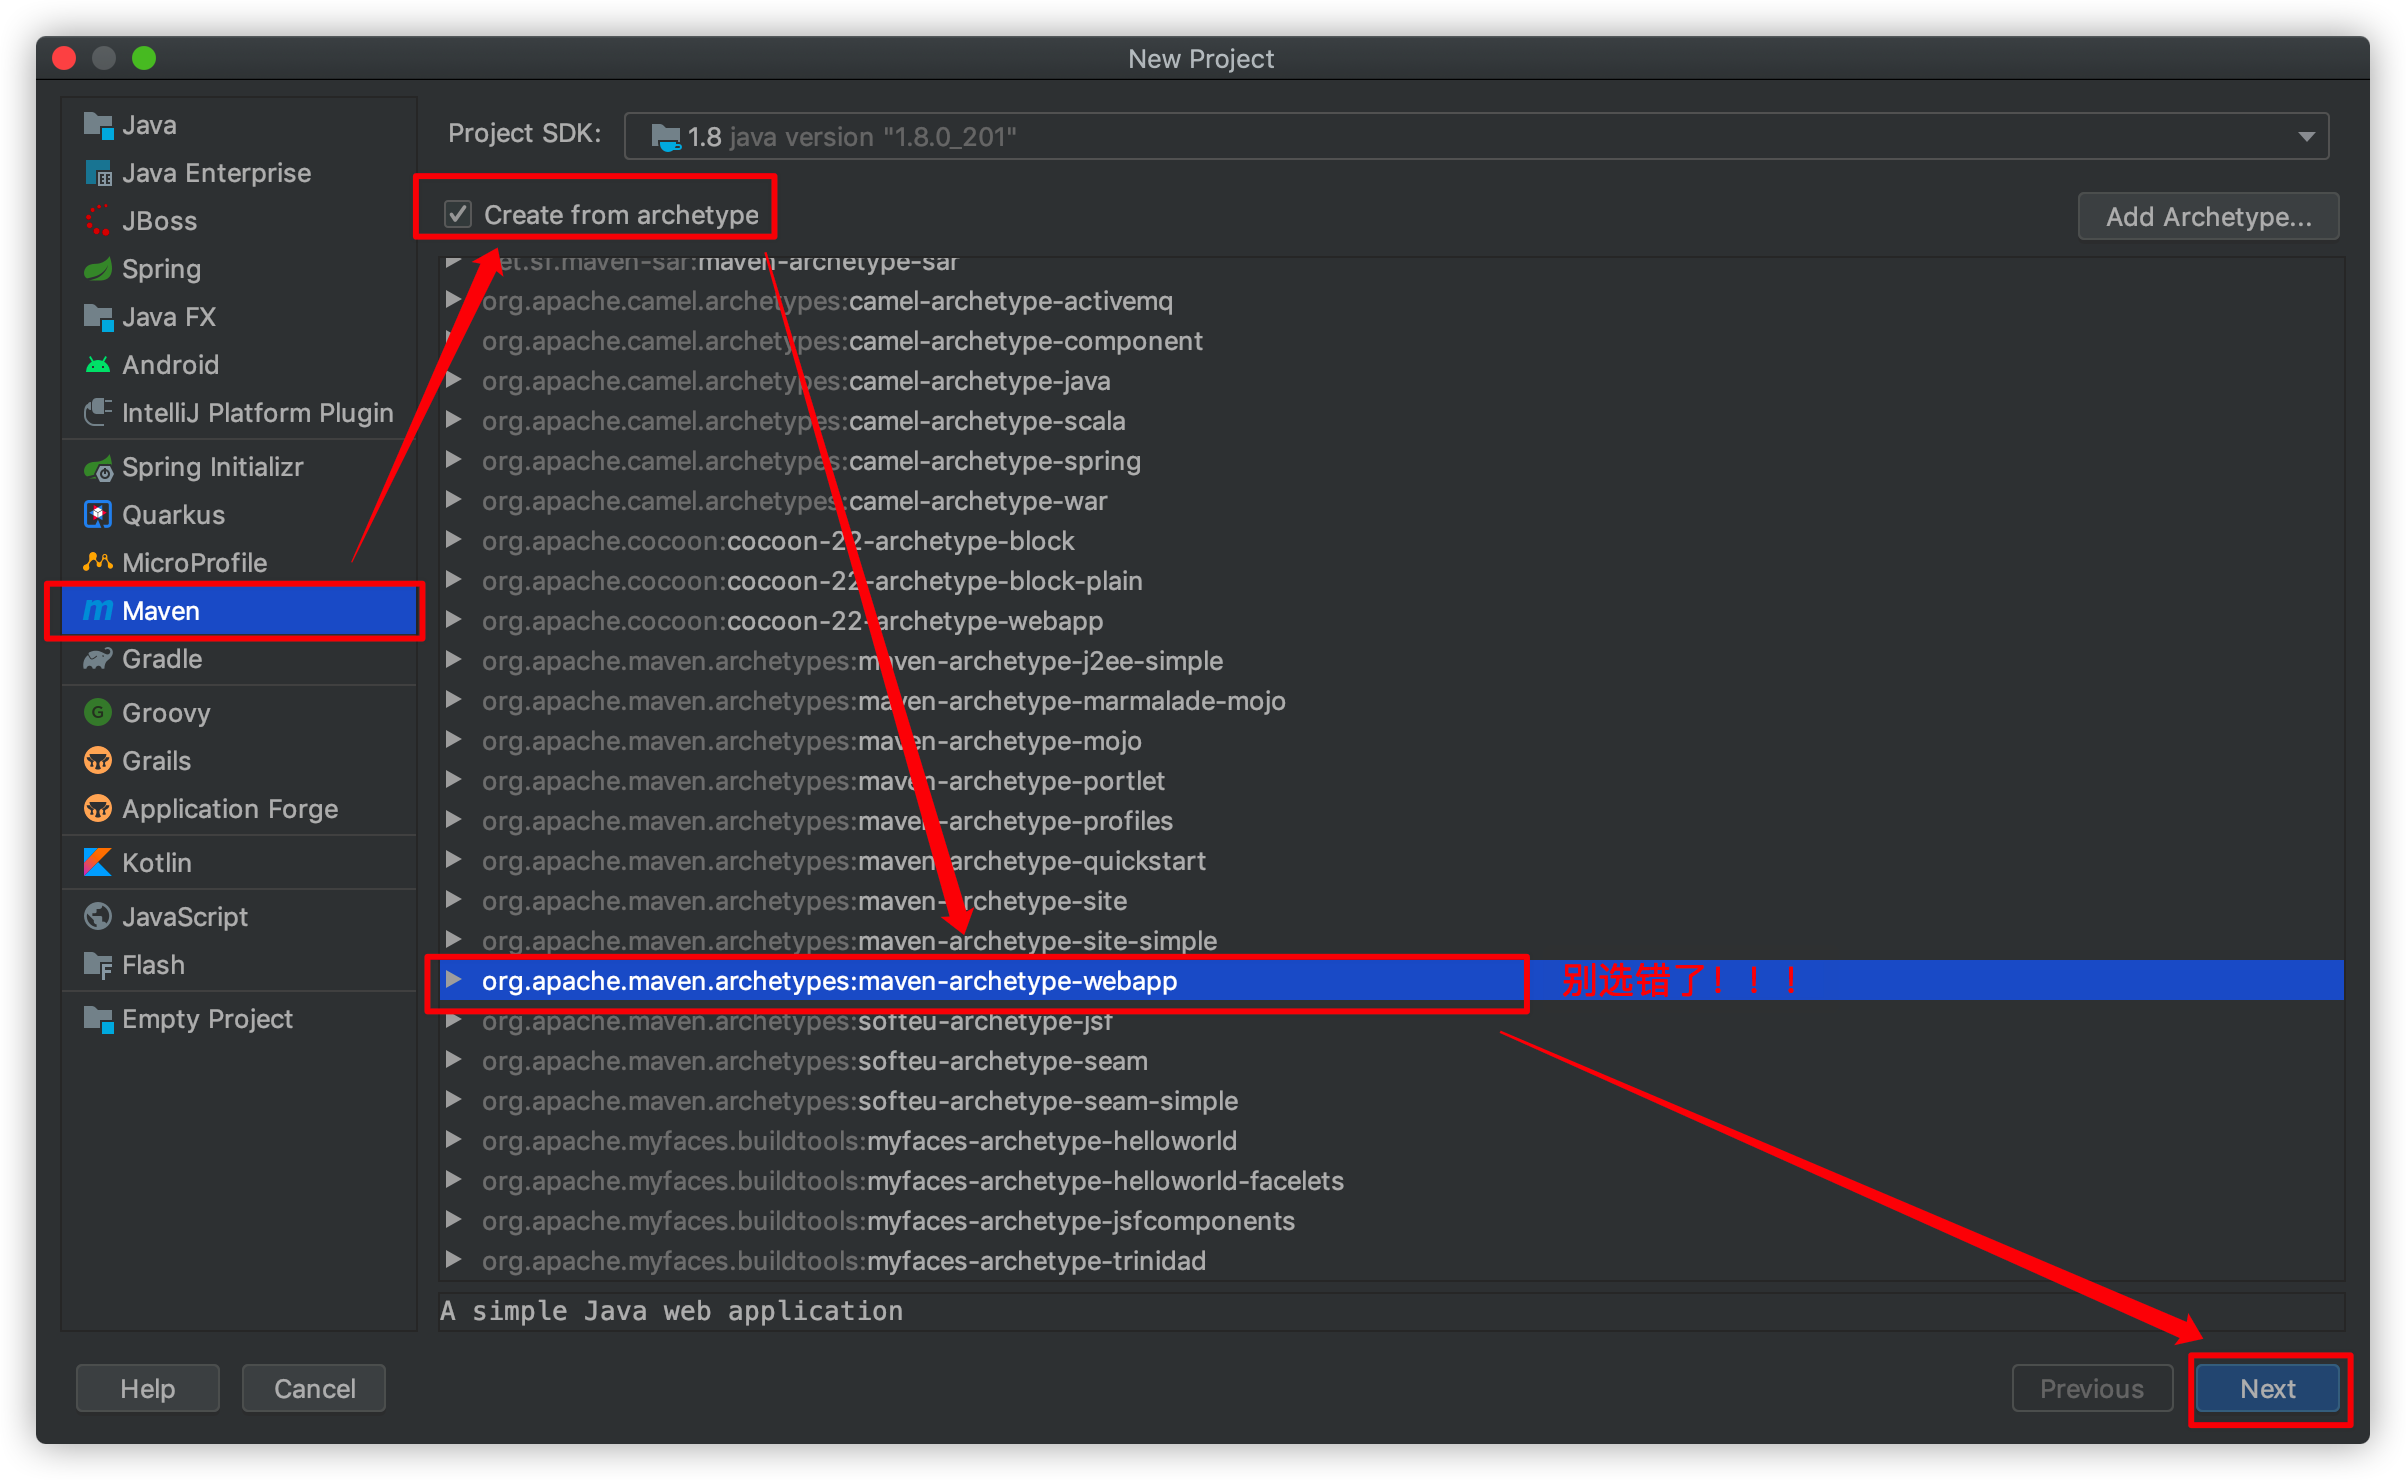 New Project
Java
Java Enterprise
JBoss
Spring
Java FX
Android
IntelliJ Platform Plugin
Spring Initializr
Quarkus
MicroProfile
Maven
Gradle
Groovy
Grails
Application Forge
Kotlin
JavaScript
Flash
Empty Project
Project SDK: 1.8 java version "1.8.0_201"
Create from archetype
Add Archetype...
et.sf.maven-sar:maven-archetype-sar
org.apache.camel.archetypes:camel-archetype-activemq
org.apache.camel.archetypes:camel-archetype-component
org.apache.camel.archetypes:camel-archetype-java
org.apache.camel.archetypes:camel-archetype-scala
org.apache.camel.archetypes:camel-archetype-spring
org.apache.camel.archetypes:camel-archetype-war
org.apache.cocoon:cocoon-22-archetype-block
org.apache.cocoon:cocoon-22-archetype-block-plain
org.apache.cocoon:cocoon-22-archetype-webapp
org.apache.maven.archetypes:maven-archetype-j2ee-simple
org.apache.maven.archetypes:maven-archetype-marmalade-mojo
org.apache.maven.archetypes:maven-archetype-mojo
org.apache.maven.archetypes:maven-archetype-portlet
org.apache.maven.archetypes:maven-archetype-profiles
org.apache.maven.archetypes:maven-archetype-quickstart
org.apache.maven.archetypes:maven-archetype-site
org.apache.maven.archetypes:maven-archetype-site-simple
org.apache.maven.archetypes:maven-archetype-webapp 别选错了！！！
org.apache.maven.archetypes:softeu-archetype-jsf
org.apache.maven.archetypes:softeu-archetype-seam
org.apache.maven.archetypes:softeu-archetype-seam-simple
org.apache.myfaces.buildtools:myfaces-archetype-helloworld
org.apache.myfaces.buildtools:myfaces-archetype-helloworld-facelets
org.apache.myfaces.buildtools:myfaces-archetype-jsfcomponents
org.apache.myfaces.buildtools:myfaces-archetype-trinidad
A simple Java web application
Help
Cancel
Previous
Next